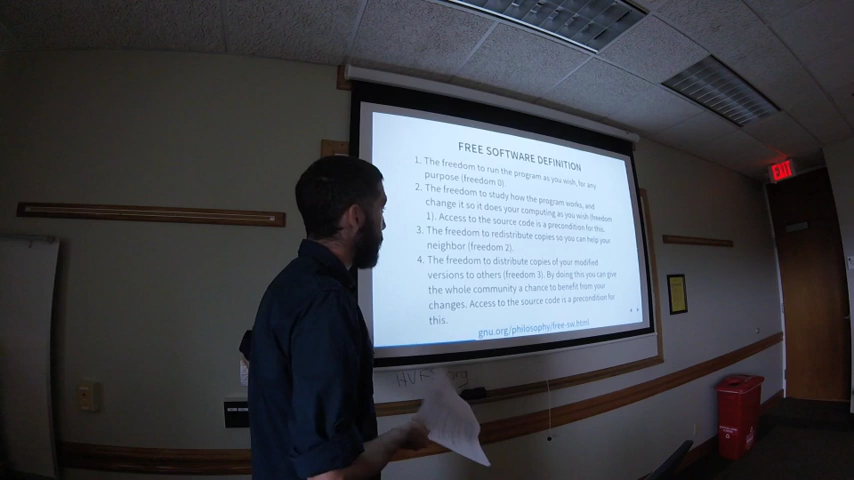 FREE SOFTWARE DEFINITION
1. The freedom to run the program as you wish, for any
purpose (freedom 0).
2. The freedom to study how the program works, and
change it so it does your computing as you wish (freedom
1). Access to the source code is a precondition for this.
3. The freedom to redistribute copies so you can help your
neighbor (freedom 2).
4. The freedom to distribute copies of your modified
versions to others (freedom 3). By doing this you can give
the whole community a chance to benefit from your
changes. Access to the source code is a precondition for
this.
gnu.org/philosophy/free-sw.html
EXIT